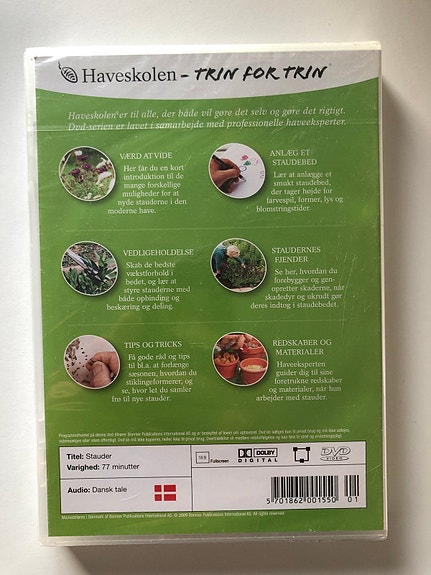 Haveskolen – TRIN FOR TRIN®
Haveskolen er til alle, der både vil gøre det selv og gøre det rigtigt.
Dvd-serien er lavet i samarbejde med professionelle haveeksperter.
VÆRD AT VIDE
Her får du en kort
introduktion til de
mange forskellige
muligheder for at
nyde stauderne i den
moderne have.
ANLÆG ET
STAUDEBED
Lær at anlægge et
smukt staudebed,
der tager højde for
farvespil, former, lys og
blomstringstider.
VEDLIGEHOLDELSE
Skab de bedste
vækstforhold i
bedet, og lær at
styre stauderne med
både opbinding og
beskæring og deling.
STAUDERNES
FJENDER
Se her, hvordan du
forebygger og gen-
opretter skaderne, når
skadedyr og ukrudt gør
deres indtog i staudebedet.
TIPS OG TRICKS
Få gode råd og tips
til bl.a. at forlænge
sæsonen, hvordan du
stiklingeformerer, og
se, hvor let du samler
frø til nye stauder.
REDSKABER OG
MATERIALER
Haveeksperten
guider dig til sine
foretrukne redskaber
og materialer, når hun
arbejder med stauder.
Titel: Stauder
Varighed: 77 minutter
Audio: Dansk tale
16:9
Fullscreen
DOLBY
DIGITAL
DVD
VIDEO
5 701862 001550 01